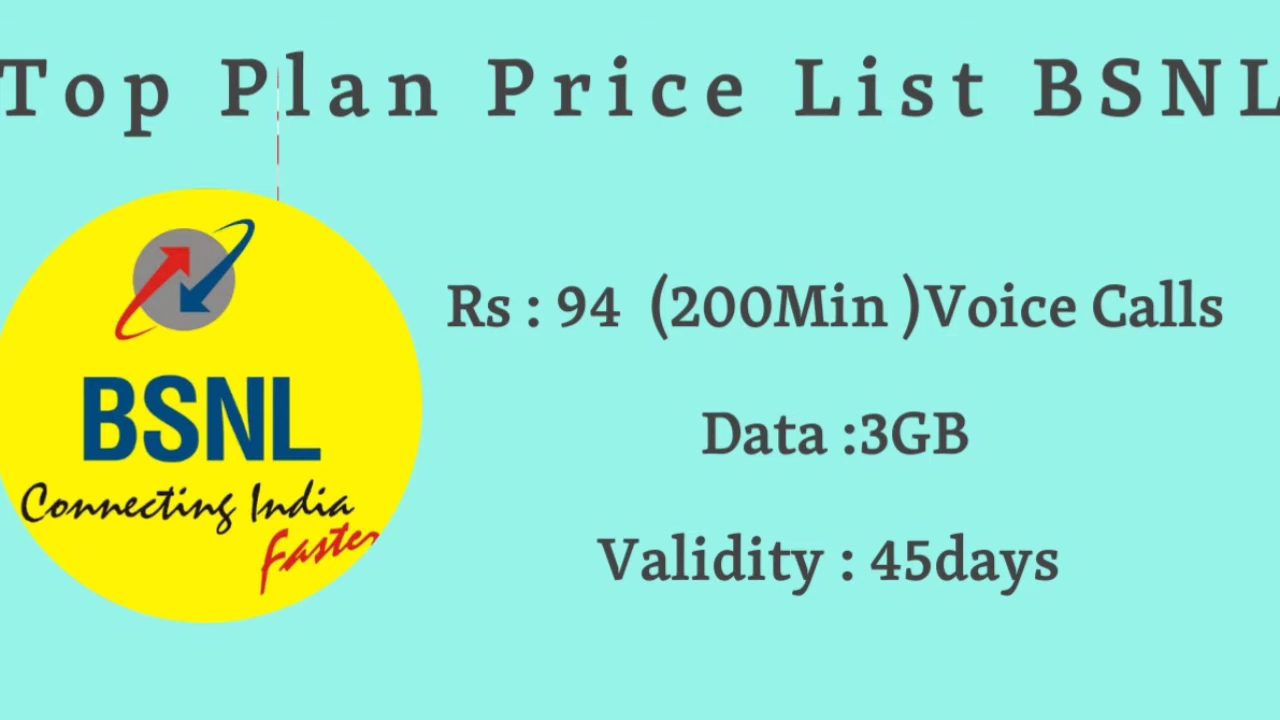 Top Plan Price List BSNL
Rs : 94 (200Min )Voice Calls
Data :3GB
Validity : 45days
BSNL
Connecting India
Faster